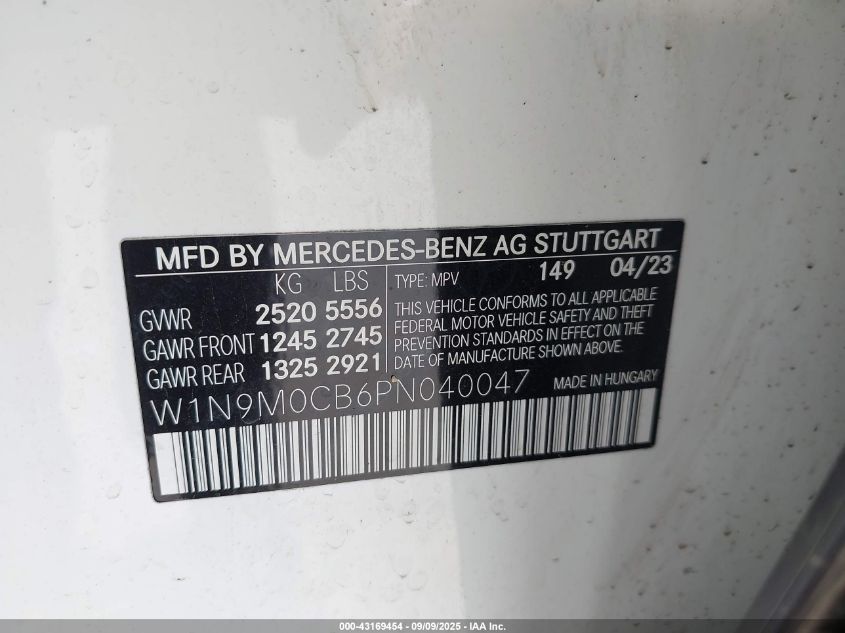 MFD BY MERCEDES-BENZ AG STUTTGART
KG LBS
GVWR 2520 5556
GAWR FRONT 1245 2745
GAWR REAR 1325 2921
TYPE: MPV 149 04/23
THIS VEHICLE CONFORMS TO ALL APPLICABLE
FEDERAL MOTOR VEHICLE SAFETY AND THEFT
PREVENTION STANDARDS IN EFFECT ON THE
DATE OF MANUFACTURE SHOWN ABOVE.
W1N9M0CB6PN040047 MADE IN HUNGARY
000-43169454 - 09/09/2025 - IAA Inc.